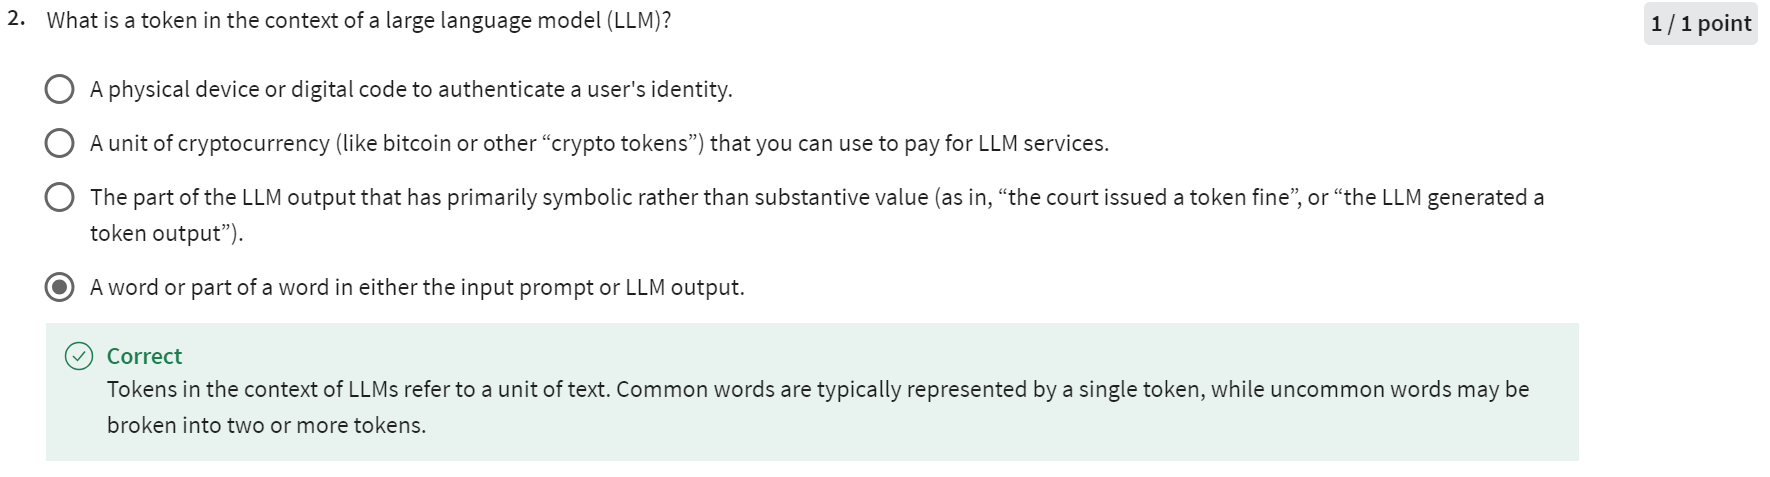 2. What is a token in the context of a large language model (LLM)?
1 / 1 point
A physical device or digital code to authenticate a user's identity.
A unit of cryptocurrency (like bitcoin or other “crypto tokens”) that you can use to pay for LLM services.
The part of the LLM output that has primarily symbolic rather than substantive value (as in, “the court issued a token fine”, or “the LLM generated a
token output”).
A word or part of a word in either the input prompt or LLM output.
Correct
Tokens in the context of LLMs refer to a unit of text. Common words are typically represented by a single token, while uncommon words may be
broken into two or more tokens.